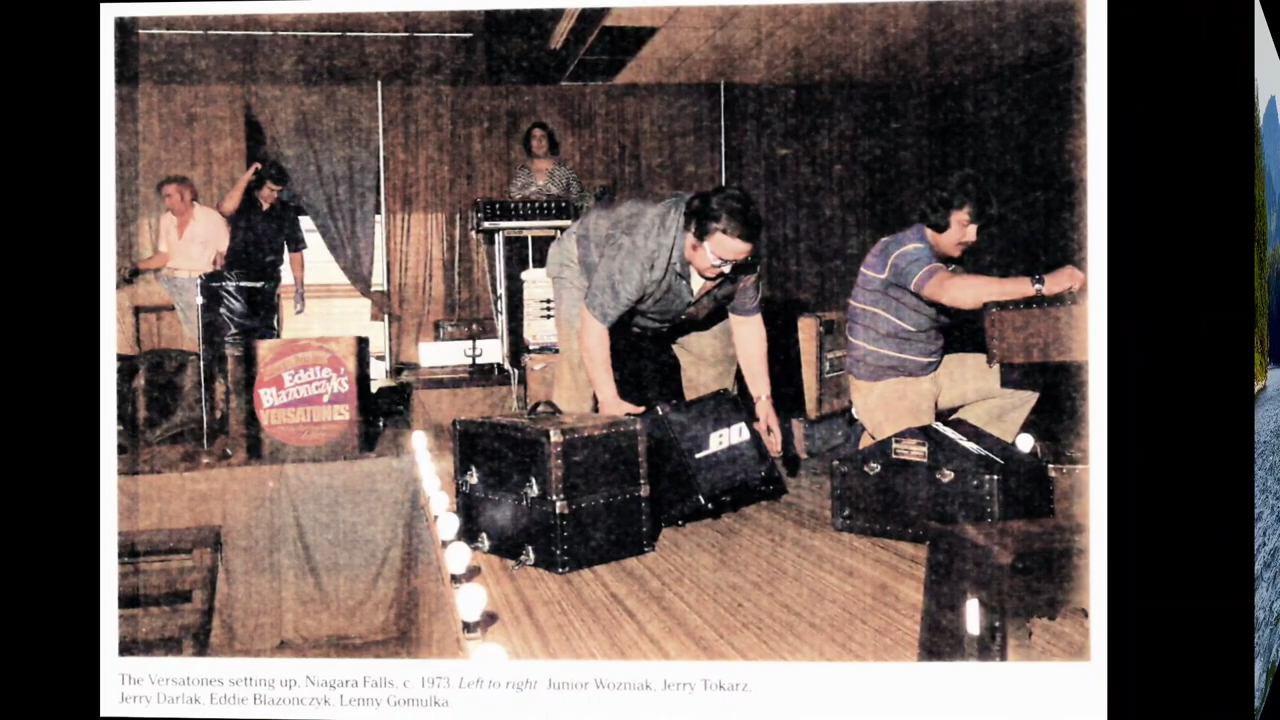 Eddie
Blazonczyk's
VERSATONES
The Versatones setting up, Niagara Falls, c. 1973. Left to right Junior Wozniak, Jerry Tokarz,
Jerry Darlak, Eddie Blazonczyk, Lenny Gomulka